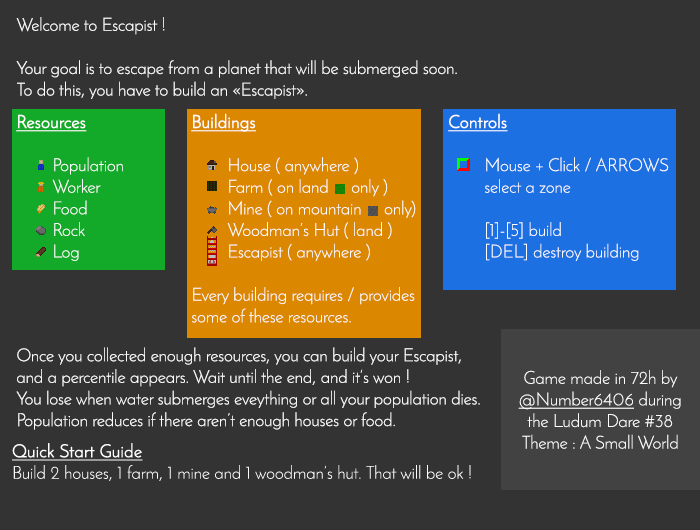 Welcome to Escapist !
Your goal is to escape from a planet that will be submerged soon.
To do this, you have to build an «Escapist».
Resources
Population
Worker
Food
Rock
Log
Buildings
House ( anywhere )
Farm ( on land only )
Mine ( on mountain only)
Woodman's Hut ( land )
Escapist ( anywhere )
Every building requires / provides
some of these resources.
Controls
Mouse + Click / ARROWS
select a zone
[1]-[5] build
[DEL] destroy building
Once you collected enough resources, you can build your Escapist,
and a percentile appears. Wait until the end, and it's won !
You lose when water submerges eveything or all your population dies.
Population reduces if there aren't enough houses or food.
Quick Start Guide
Build 2 houses, 1 farm, 1 mine and 1 woodman's hut. That will be ok !
Game made in 72h by
@Number6406 during
the Ludum Dare #38
Theme : A Small World